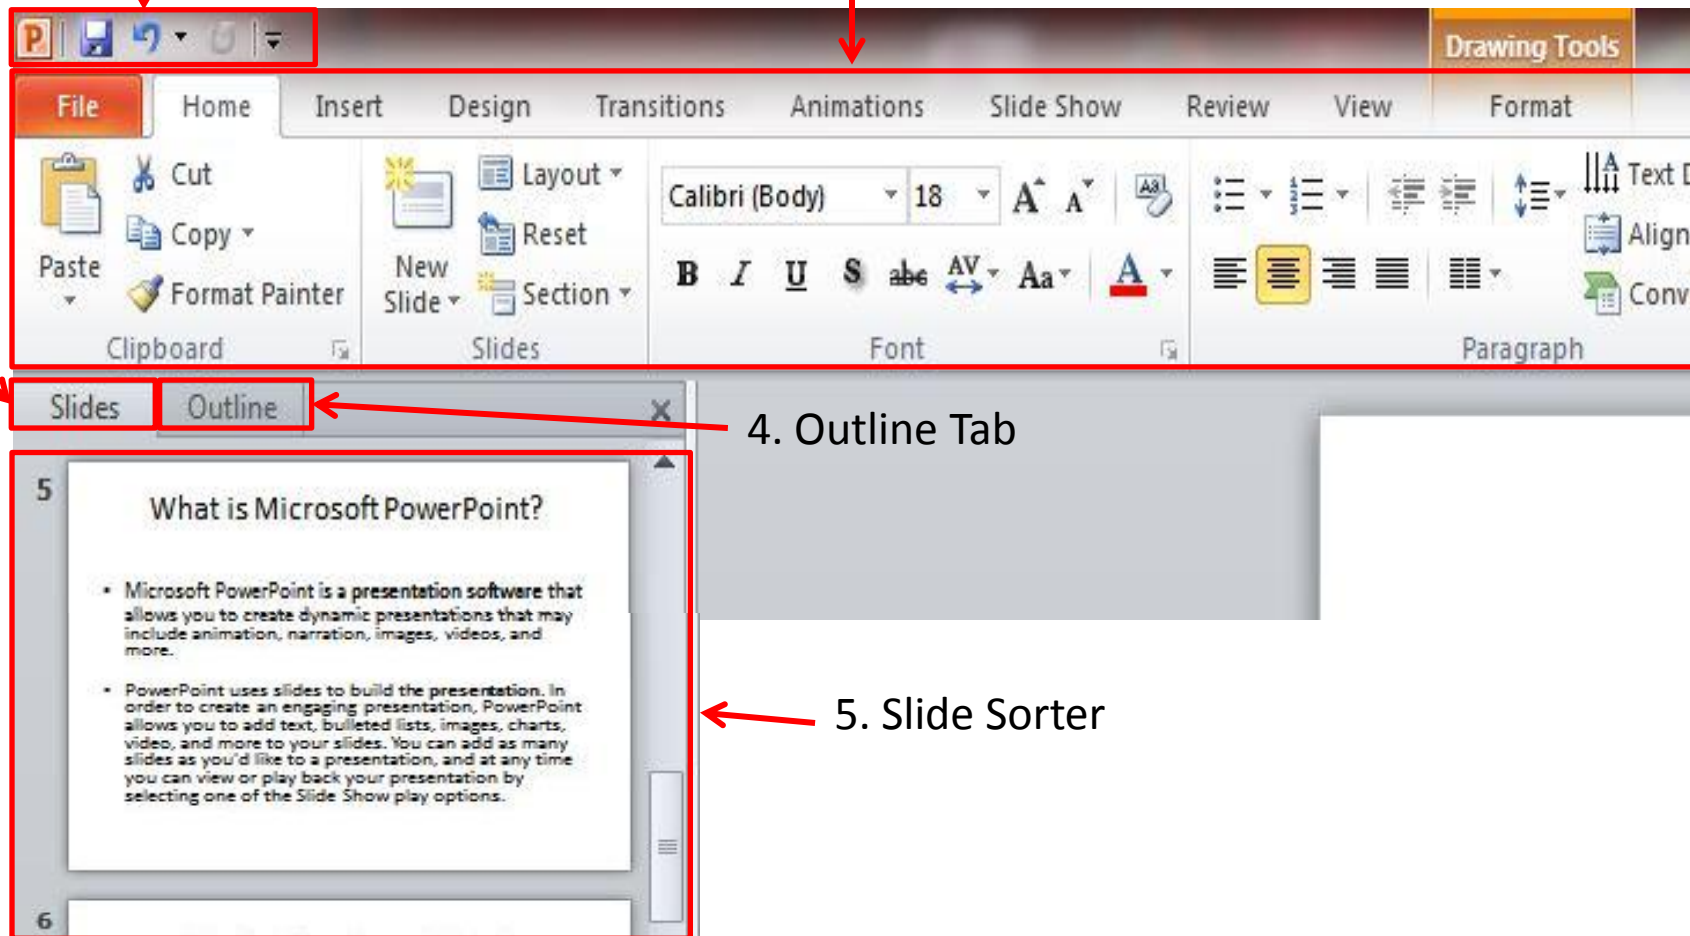 Drawing Tools
File Home Insert Design Transitions Animations Slide Show Review View Format
Cut
Copy
Format Painter
Paste
Clipboard
New
Slide
Layout
Reset
Section
Slides
Calibri (Body) 18 A A Aa
B I U S abc AV Aa A
Font
Text D
Align
Conv
Paragraph
Slides Outline
4. Outline Tab
5
What is Microsoft PowerPoint?
• Microsoft PowerPoint is a presentation software that
allows you to create dynamic presentations that may
include animation, narration, images, videos, and
more.
• PowerPoint uses slides to build the presentation. In
order to create an engaging presentation, PowerPoint
allows you to add text, bulleted lists, images, charts,
video, and more to your slides. You can add as many
slides as you'd like to a presentation, and at any time
you can view or play back your presentation by
selecting one of the Slide Show play options.
5. Slide Sorter
6